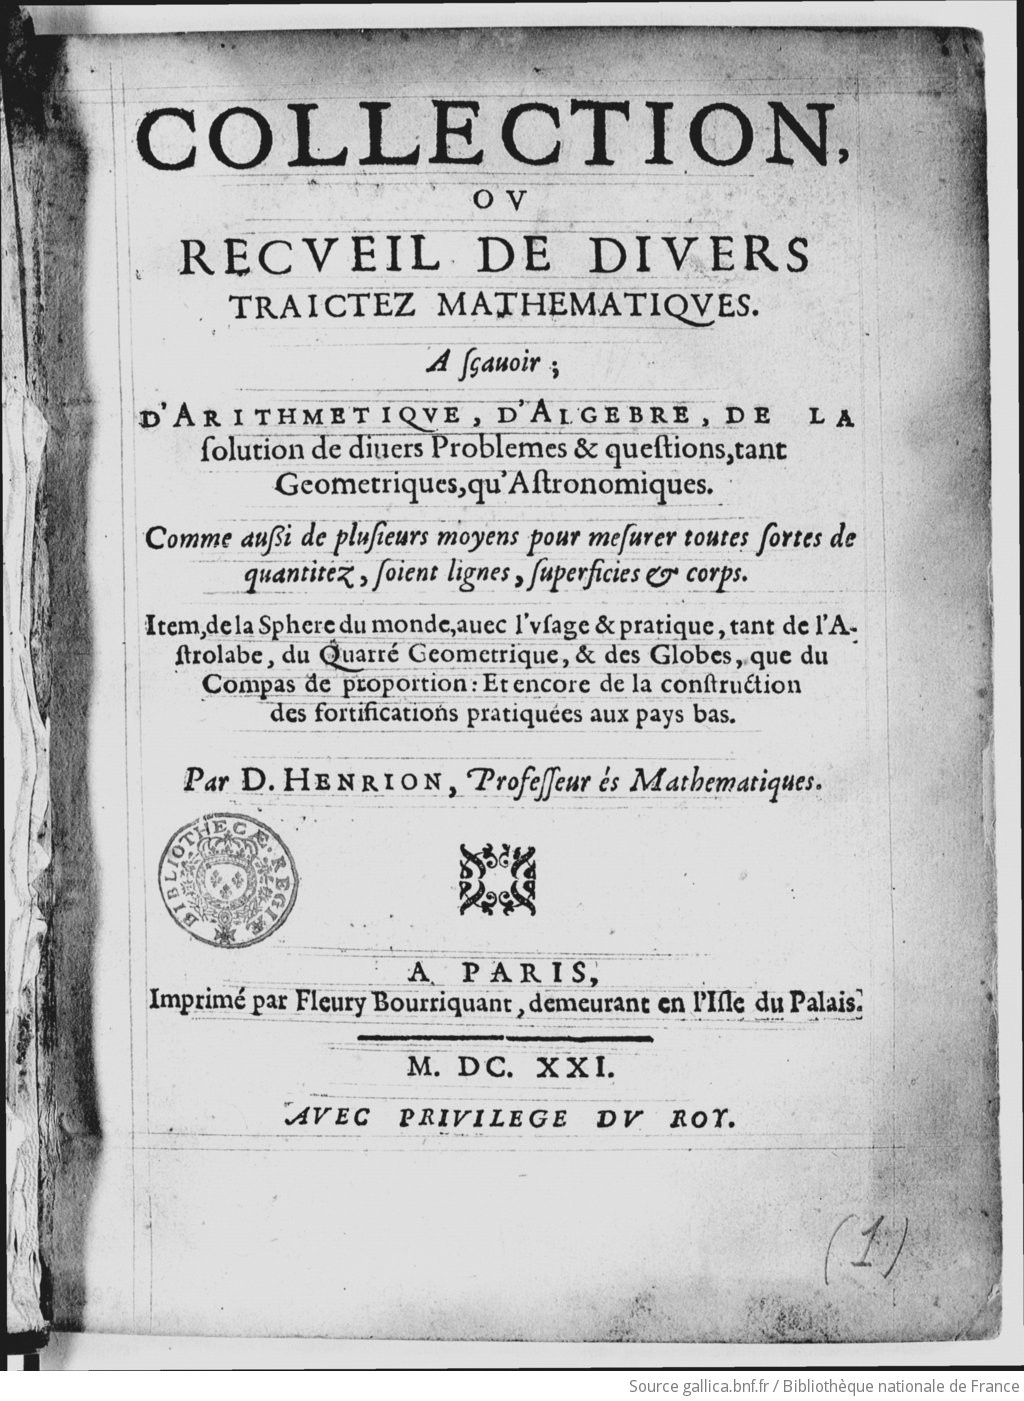 COLLECTION,
OV
RECVEIL DE DIVERS
TRAICTEZ MATHEMATIQVES.
A sçauoir ;
D'ARITHMETIQVE, D'ALGEBRE, DE LA
ſolution de diuers Problemes & queſtions,tant
Geometriques,qu'Aſtronomiques.
Comme außi de pluſieurs moyens pour meſurer toutes ſortes de
quantitez, ſoient lignes, ſuperficies & corps.
Item,de la Sphere du monde,auec l'vſage & pratique, tant de l'A-
ſtrolabe, du Quarré Geometrique, & des Globes, que du
Compas de proportion: Et encore de la conſtruction
des fortifications pratiquées aux pays bas.
Par D. HENRION, Profeſſeur és Mathematiques.
BIBLIOTHECÆ REGIÆ
A PARIS,
Imprimé par Fleury Bourriquant, demeurant en l'Iſle du Palais.
M. DC. XXI.
AVEC PRIVILEGE DV ROY.
(1)
Source gallica.bnf.fr / Bibliothèque nationale de France